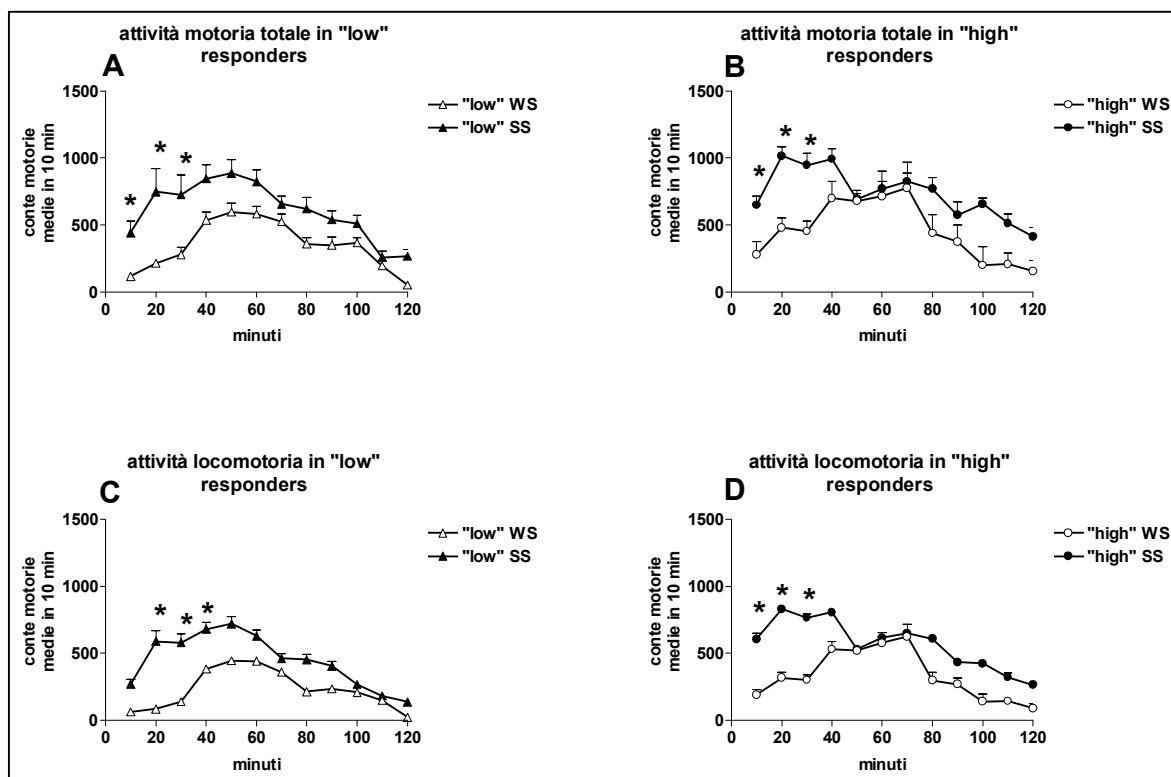 attività motoria totale in "low"
responders
A
1500
1000
500
0
conte motorie
medie in 10 min
* * *
"low" WS
"low" SS
0 20 40 60 80 100 120
minuti
attività motoria totale in "high"
responders
B
1500
1000
500
0
conte motorie
medie in 10 min
* * *
"high" WS
"high" SS
0 20 40 60 80 100 120
minuti
attività locomotoria in "low"
responders
C
1500
1000
500
0
conte motorie
medie in 10 min
* * *
"low" WS
"low" SS
0 20 40 60 80 100 120
minuti
attività locomotoria in "high"
responders
D
1500
1000
500
0
conte motorie
medie in 10 min
* * *
"high" WS
"high" SS
0 20 40 60 80 100 120
minuti